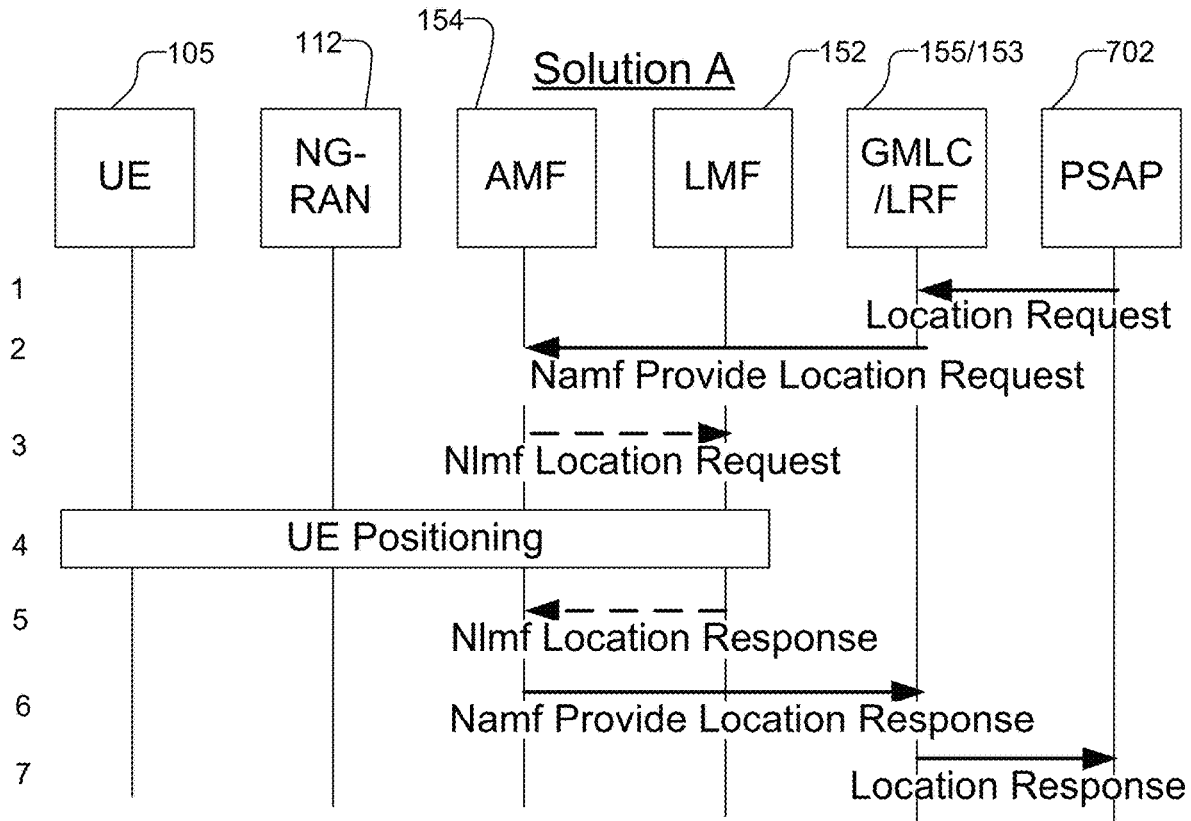 154
105
112
Solution A
152
155/153
702
UE
NG-
RAN
AMF
LMF
GMLC
/LRF
PSAP
1
Location Request
2
Namf Provide Location Request
3
Nlmf Location Request
4
UE Positioning
5
Nlmf Location Response
6
Namf Provide Location Response
7
Location Response